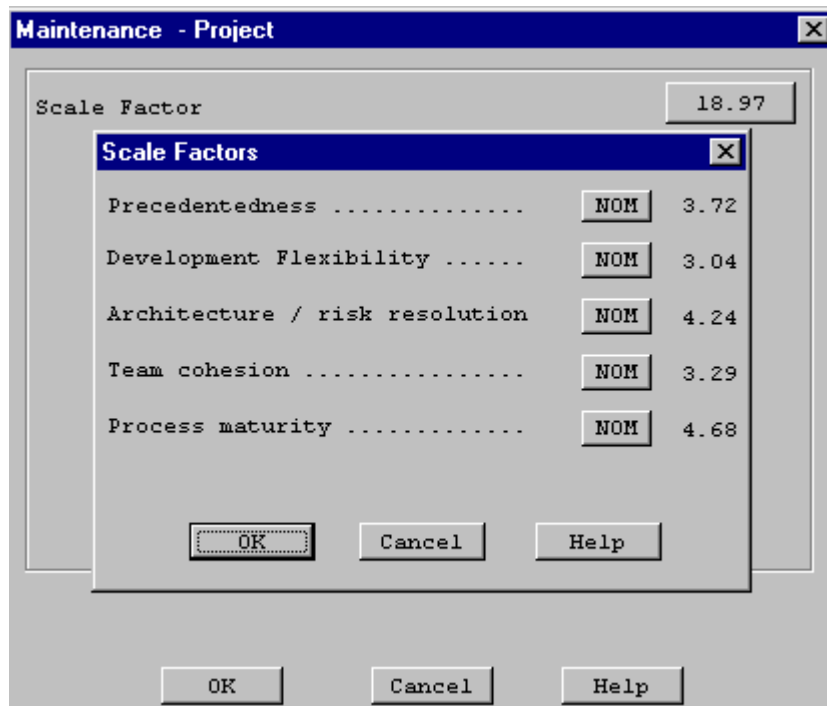 Maintenance - Project
Scale Factor 18.97
Scale Factors
Precedentedness .............. NOM 3.72
Development Flexibility ...... NOM 3.04
Architecture / risk resolution NOM 4.24
Team cohesion ................ NOM 3.29
Process maturity ............. NOM 4.68
OK Cancel Help
OK Cancel Help